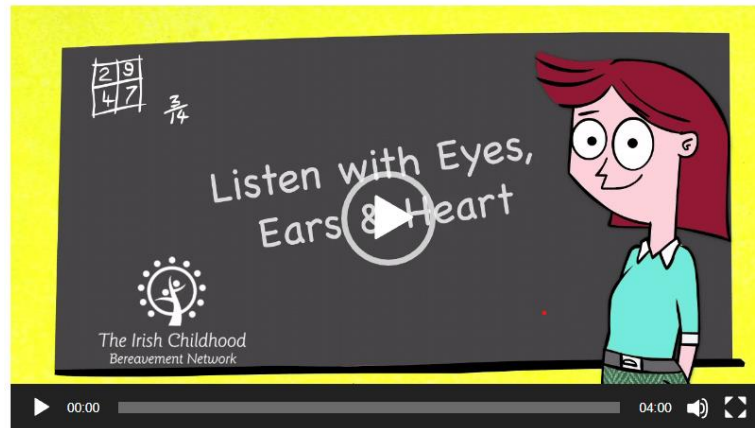 2 9
4 7
3
14
Listen with Eyes,
Ears & Heart
The Irish Childhood
Bereavement Network
00:00
04:00